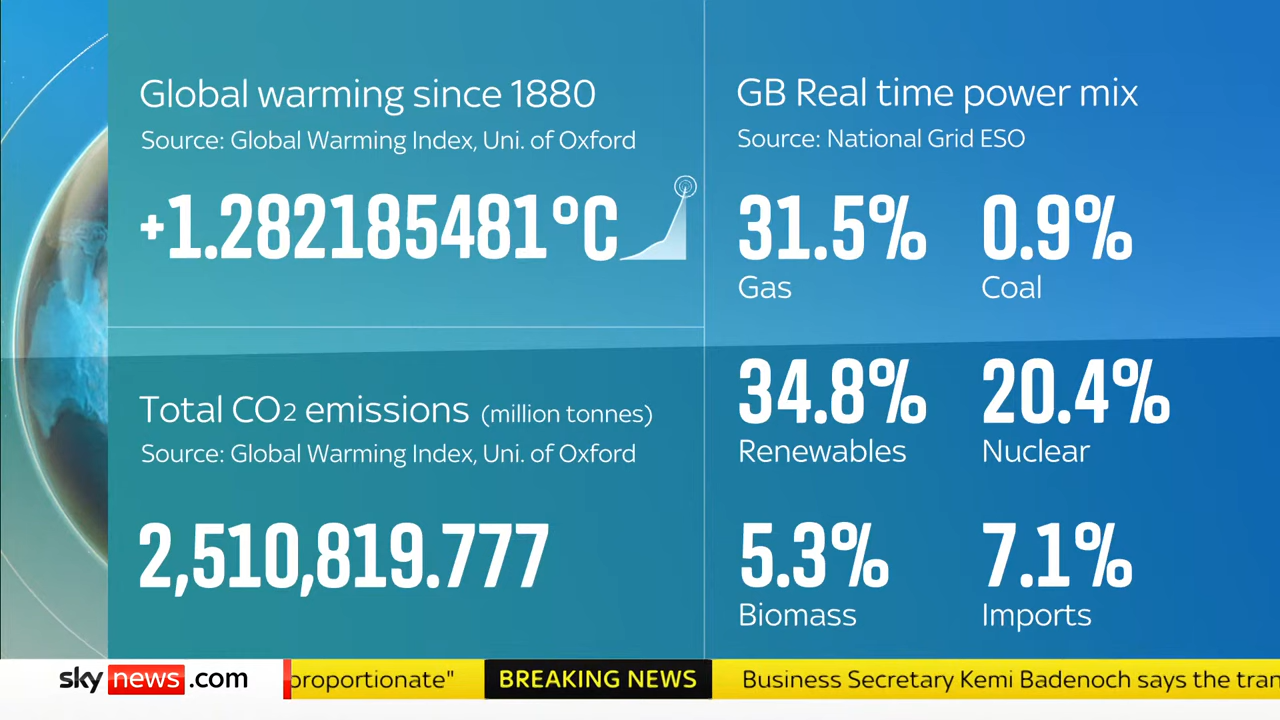 Global warming since 1880
Source: Global Warming Index, Uni. of Oxford
+1.282185481°C
Total CO2 emissions (million tonnes)
Source: Global Warming Index, Uni. of Oxford
2,510,819.777
GB Real time power mix
Source: National Grid ESO
31.5% 0.9%
Gas Coal
34.8% 20.4%
Renewables Nuclear
5.3% 7.1%
Biomass Imports
sky news.com proportionate" BREAKING NEWS Business Secretary Kemi Badenoch says the tran